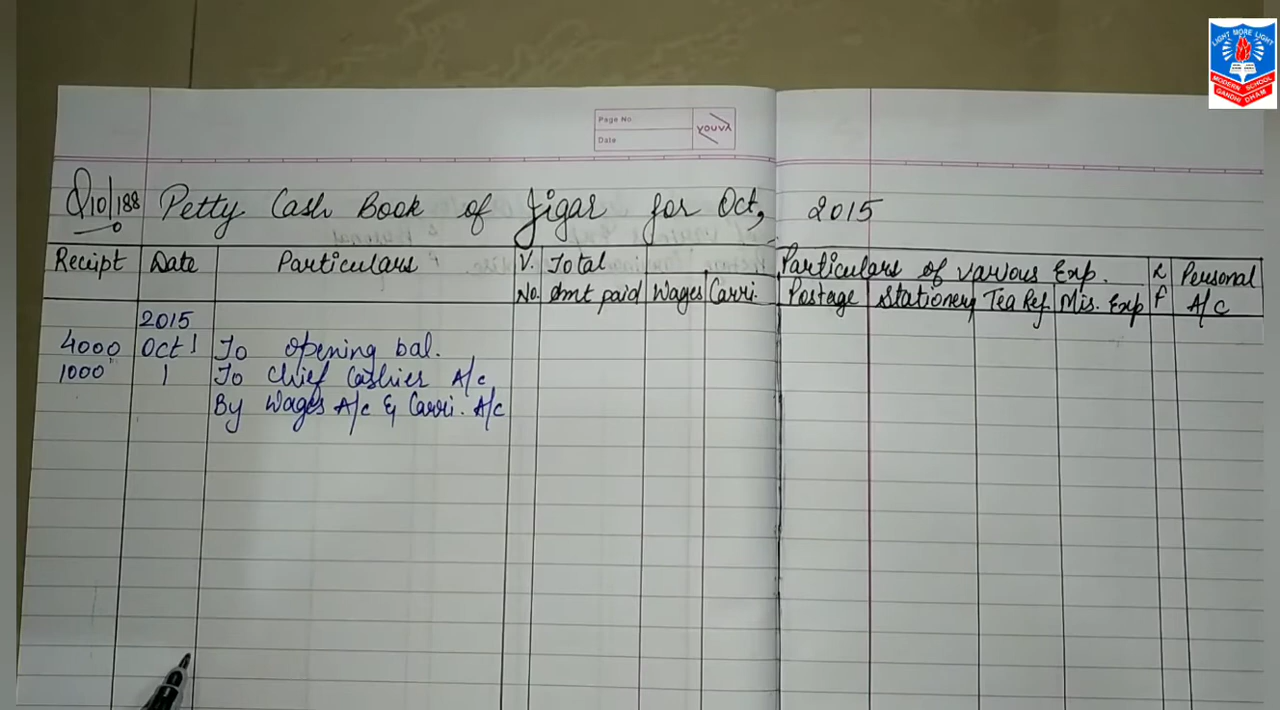 LIGHT MORE LIGHT
MODERN SCHOOL
GANDHIDHAM
Page No.
Date
youva
Q10/188 Petty Cash Book of Jigar for Oct, 2015
Receipt Date Particulars V. Total Particulars of various Exp. L Personal
No. Amt paid Wages Carri. Postage Stationery Tea Ref Mis. Exp f A/c
2015
4000 Oct 1 To opening bal.
1000 1 To Chief Cashier A/c
By Wages A/c & Carri. A/c